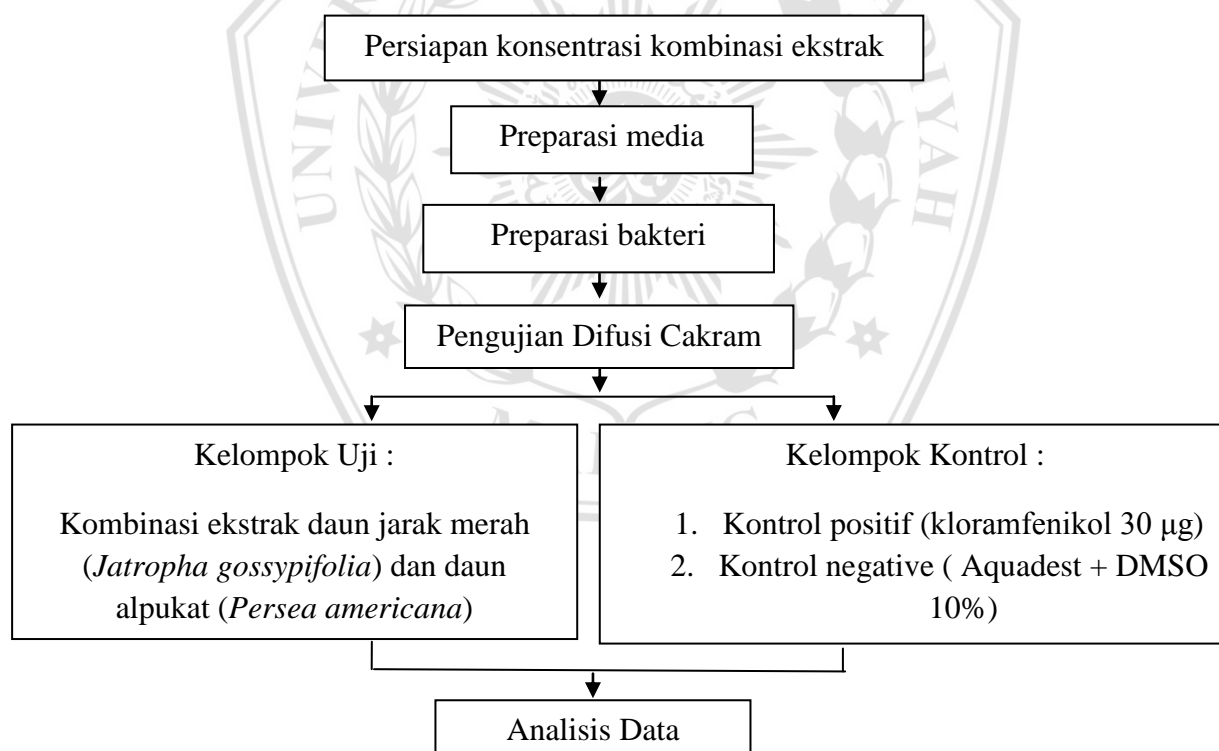 Persiapan konsentrasi kombinasi ekstrak
Preparasi media
Preparasi bakteri
Pengujian Difusi Cakram
Kelompok Uji :
Kombinasi ekstrak daun jarak merah
(Jatropha gossypifolia) dan daun
alpukat (Persea americana)
Kelompok Kontrol :
1. Kontrol positif (kloramfenikol 30 µg)
2. Kontrol negative ( Aquadest + DMSO
10%)
Analisis Data